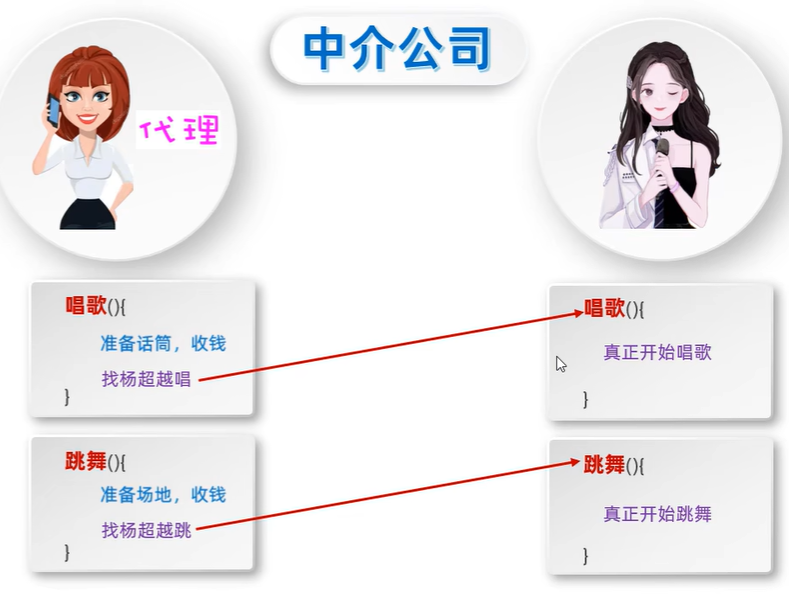 中介公司
代理
唱歌(){
准备话筒，收钱
找杨超越唱
}
唱歌(){
真正开始唱歌
}
跳舞(){
准备场地，收钱
找杨超越跳
}
跳舞(){
真正开始跳舞
}